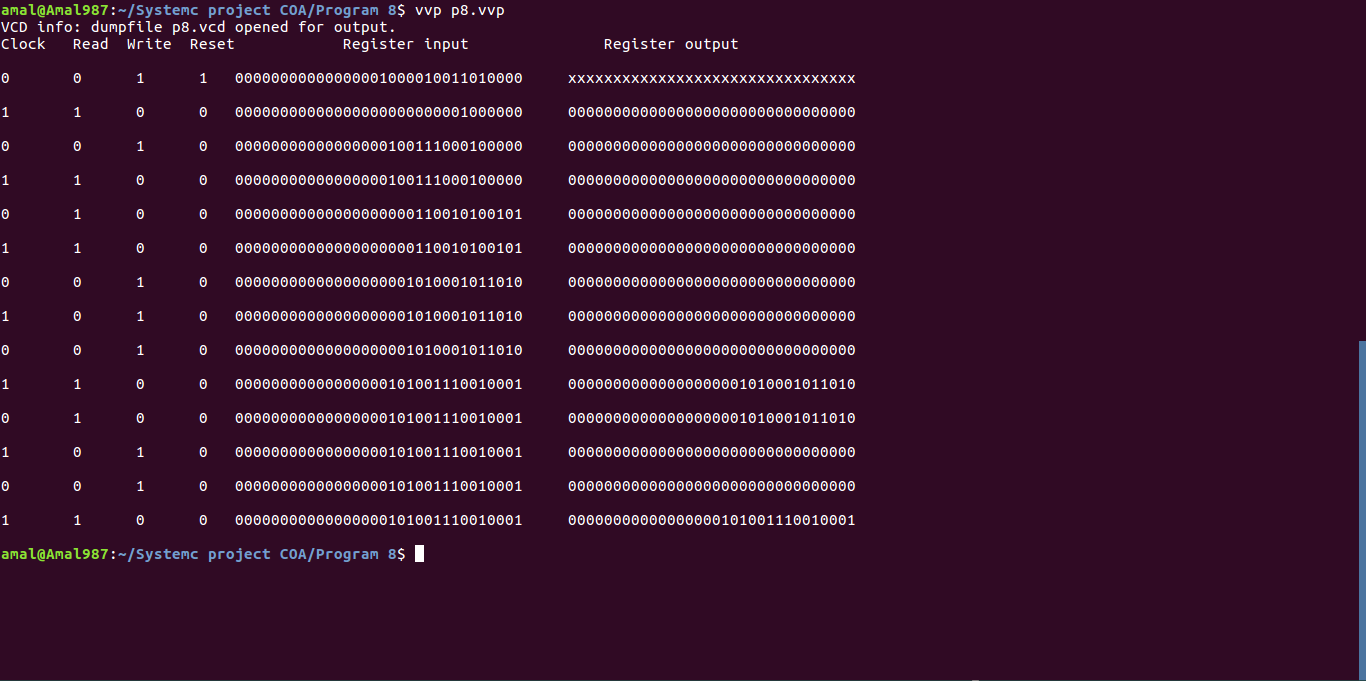 amal@Amal987:~/Systemc project COA/Program 8$ vvp p8.vvp
VCD info: dumpfile p8.vcd opened for output.
Clock Read Write Reset Register input Register output
0 0 1 1 00000000000000001000010011010000 xxxxxxxxxxxxxxxxxxxxxxxxxxxxxxxx
1 1 0 0 00000000000000000000000001000000 00000000000000000000000000000000
0 0 1 0 00000000000000000100111000100000 00000000000000000000000000000000
1 1 0 0 00000000000000000100111000100000 00000000000000000000000000000000
0 1 0 0 00000000000000000000110010100101 00000000000000000000000000000000
1 1 0 0 00000000000000000000110010100101 00000000000000000000000000000000
0 0 1 0 00000000000000000001010001011010 00000000000000000000000000000000
1 0 1 0 00000000000000000001010001011010 00000000000000000000000000000000
0 0 1 0 00000000000000000001010001011010 00000000000000000000000000000000
1 1 0 0 00000000000000000101001110010001 00000000000000000001010001011010
0 1 0 0 00000000000000000101001110010001 00000000000000000001010001011010
1 0 1 0 00000000000000000101001110010001 00000000000000000000000000000000
0 0 1 0 00000000000000000101001110010001 00000000000000000000000000000000
1 1 0 0 00000000000000000101001110010001 00000000000000000101001110010001
amal@Amal987:~/Systemc project COA/Program 8$